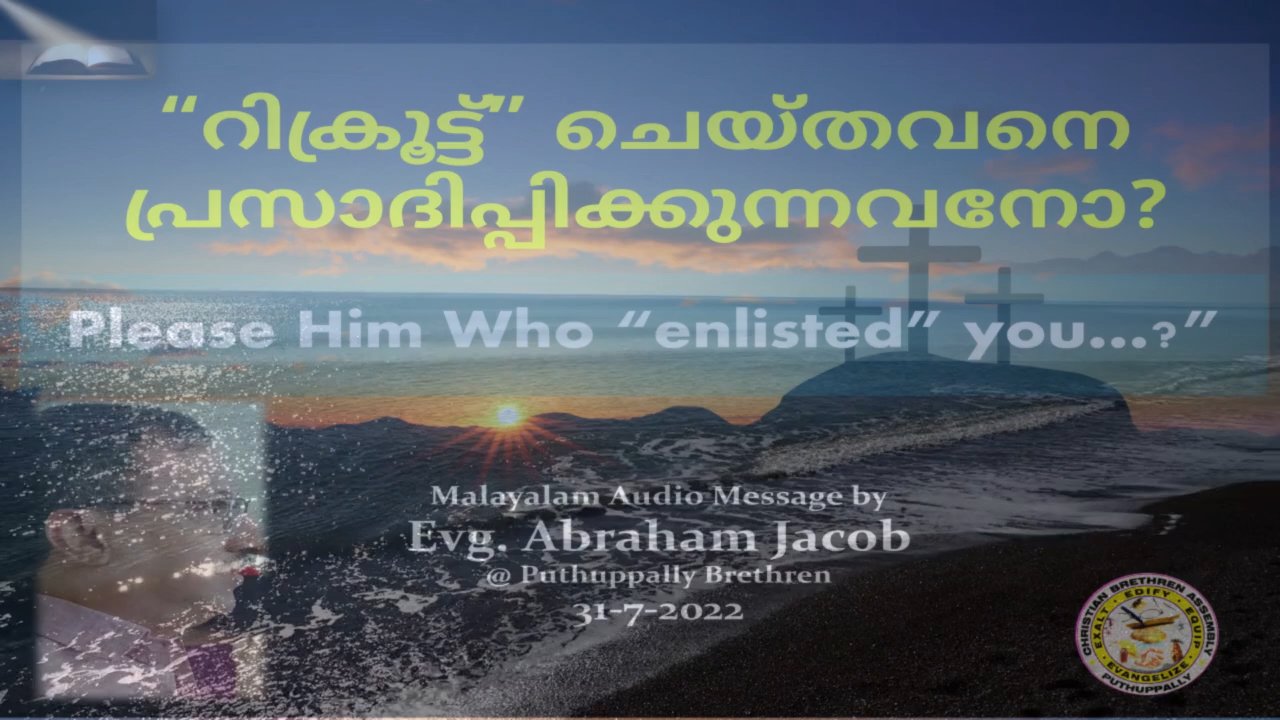 “റിക്രൂട്ട്” ചെയ്തവനെ
പ്രസാദിപ്പിക്കുന്നവനോ?
Please Him Who “enlisted” you...?”
Malayalam Audio Message by
Evg. Abraham Jacob
@ Puthuppally Brethren
31-7-2022
CHRISTIAN BRETHREN ASSEMBLY
EXALT • EDIFY • EQUIP
• EVANGELIZE •
PUTHUPPALLY